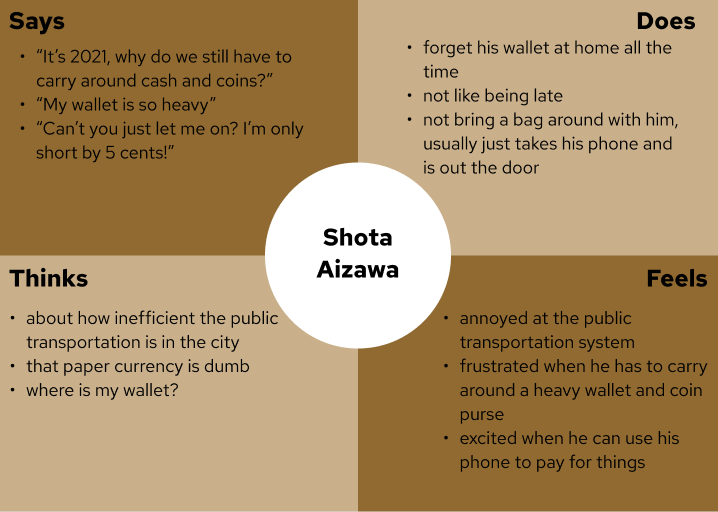 Says
• “It’s 2021, why do we still have to
carry around cash and coins?”
• “My wallet is so heavy”
• “Can’t you just let me on? I’m only
short by 5 cents!”
Does
• forget his wallet at home all the
time
• not like being late
• not bring a bag around with him,
usually just takes his phone and
is out the door
Shota
Aizawa
Thinks
• about how inefficient the public
transportation is in the city
• that paper currency is dumb
• where is my wallet?
Feels
• annoyed at the public
transportation system
• frustrated when he has to carry
around a heavy wallet and coin
purse
• excited when he can use his
phone to pay for things